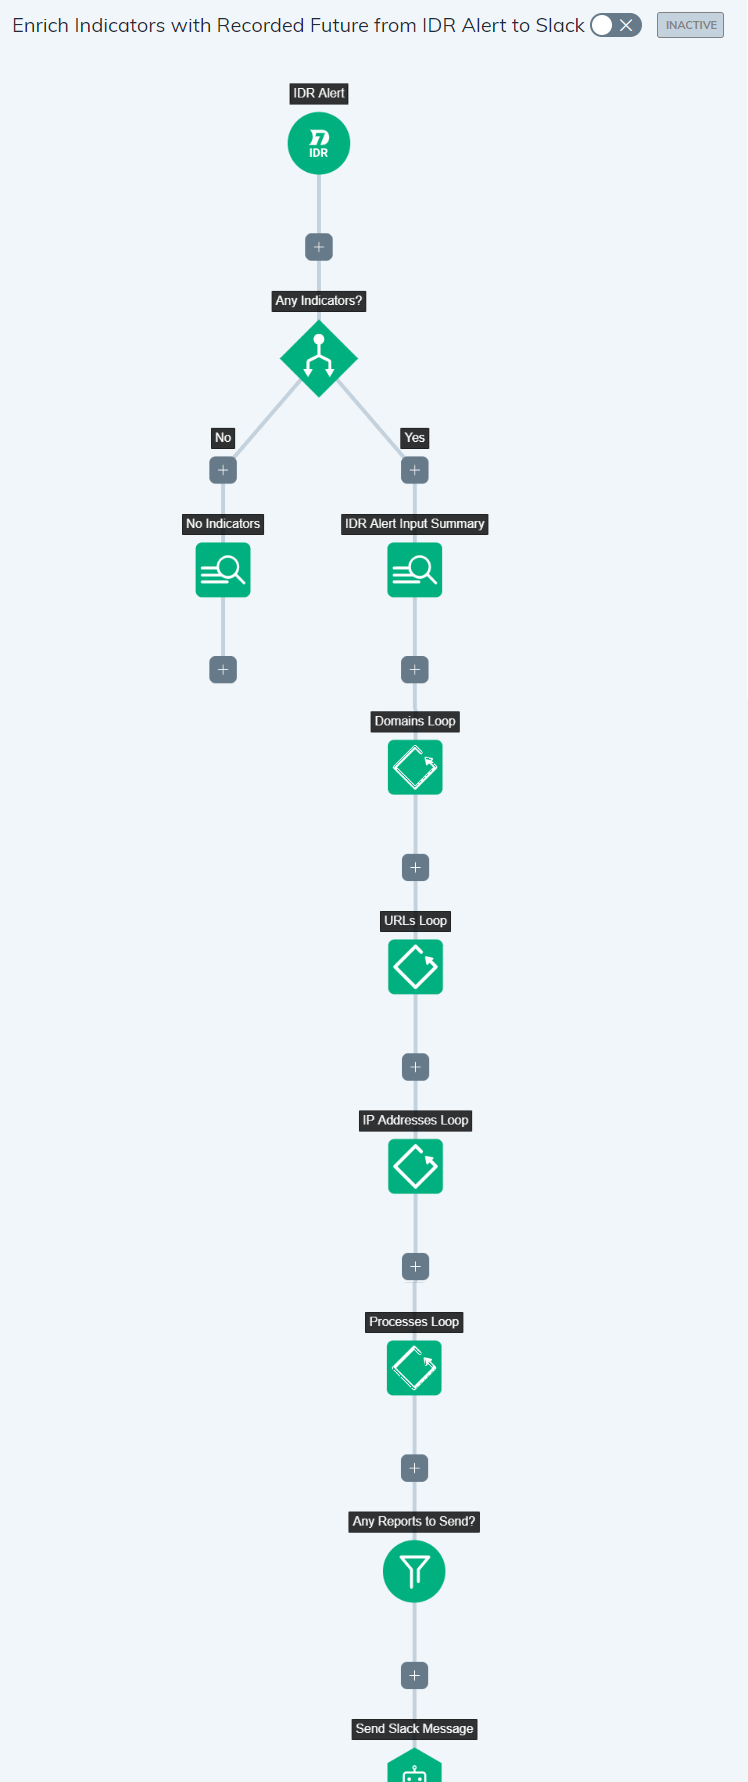 Enrich Indicators with Recorded Future from IDR Alert to Slack
INACTIVE
IDR Alert
IDR
Any Indicators?
No
Yes
No Indicators
IDR Alert Input Summary
Domains Loop
URLs Loop
IP Addresses Loop
Processes Loop
Any Reports to Send?
Send Slack Message